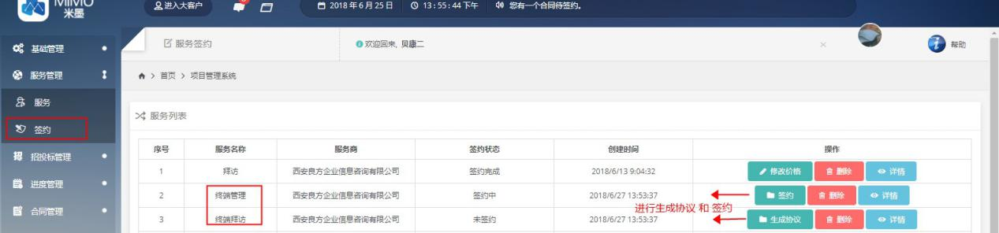 MIMO
米墨
进入大客户
2018年6月25日
13:55:44 下午
您有一个合同待签约。
基础管理
服务管理
服务
签约
招投标管理
进度管理
合同管理
服务签约
欢迎回来, 贝康二
×
帮助
首页 > 项目管理系统
服务列表
序号 服务名称 服务商 签约状态 创建时间 操作
1 拜访 西安良方企业信息咨询有限公司 签约完成 2018/6/13 9:04:32 修改价格 删除 详情
2 终端管理 西安良方企业信息咨询有限公司 签约中 2018/6/27 13:53:37 签约 删除 详情
进行生成协议 和 签约
3 终端拜访 西安良方企业信息咨询有限公司 未签约 2018/6/27 13:53:37 生成协议 删除 详情